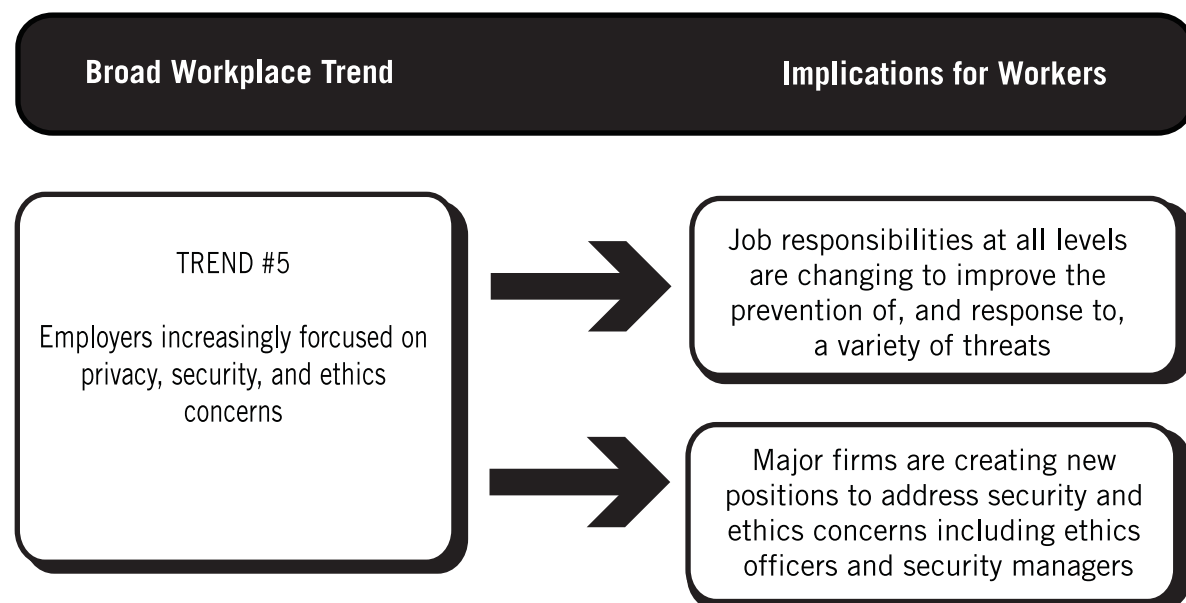 Broad Workplace Trend
Implications for Workers
TREND #5
Employers increasingly forcused on
privacy, security, and ethics
concerns
Job responsibilities at all levels
are changing to improve the
prevention of, and response to,
a variety of threats
Major firms are creating new
positions to address security and
ethics concerns including ethics
officers and security managers